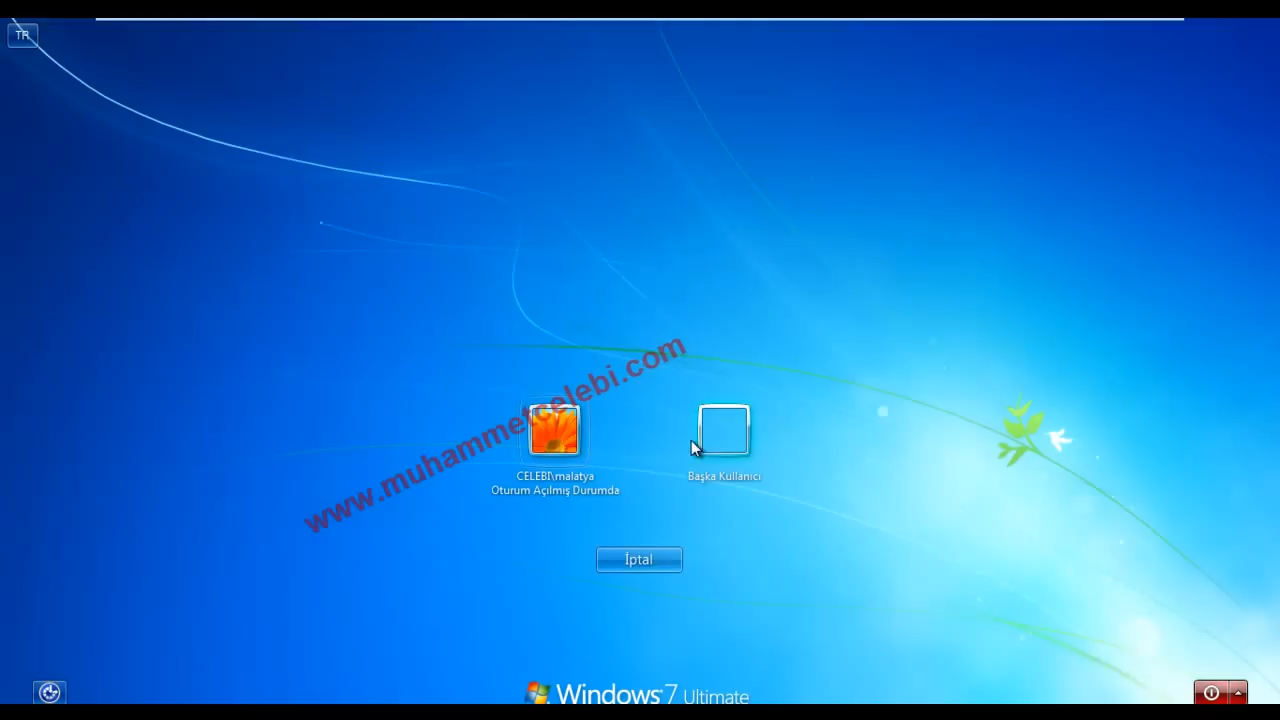 TR
www.muhammetcelebi.com
CELEBI\malatya
Oturum Açılmış Durumda
Başka Kullanıcı
İptal
Windows 7 Ultimate